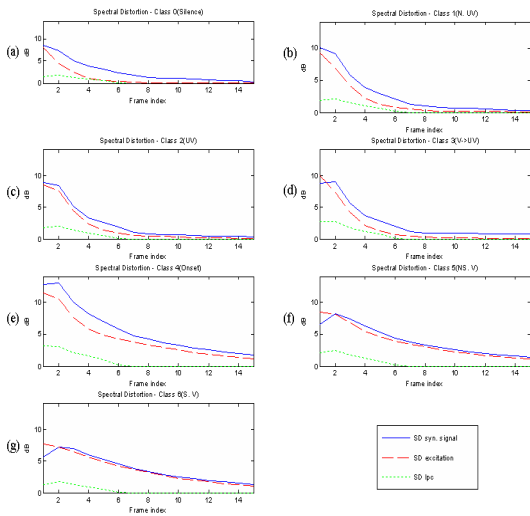 Spectral Distortion - Class 0(Silence)
(a)
dB
10
5
0
2 4 6 8 10 12 14
Frame index
Spectral Distortion - Class 1(N. UV)
(b)
dB
10
5
0
2 4 6 8 10 12 14
Frame index
Spectral Distortion - Class 2(UV)
(c)
dB
10
5
0
2 4 6 8 10 12 14
Frame index
Spectral Distortion - Class 3(V->UV)
(d)
dB
10
5
0
2 4 6 8 10 12 14
Frame index
Spectral Distortion - Class 4(Onset)
(e)
dB
10
5
0
2 4 6 8 10 12 14
Frame index
Spectral Distortion - Class 5(NS. V)
(f)
dB
10
5
0
2 4 6 8 10 12 14
Frame index
Spectral Distortion - Class 6(S. V)
(g)
dB
10
5
0
2 4 6 8 10 12 14
Frame index
SD syn. signal
SD excitation
SD lpc